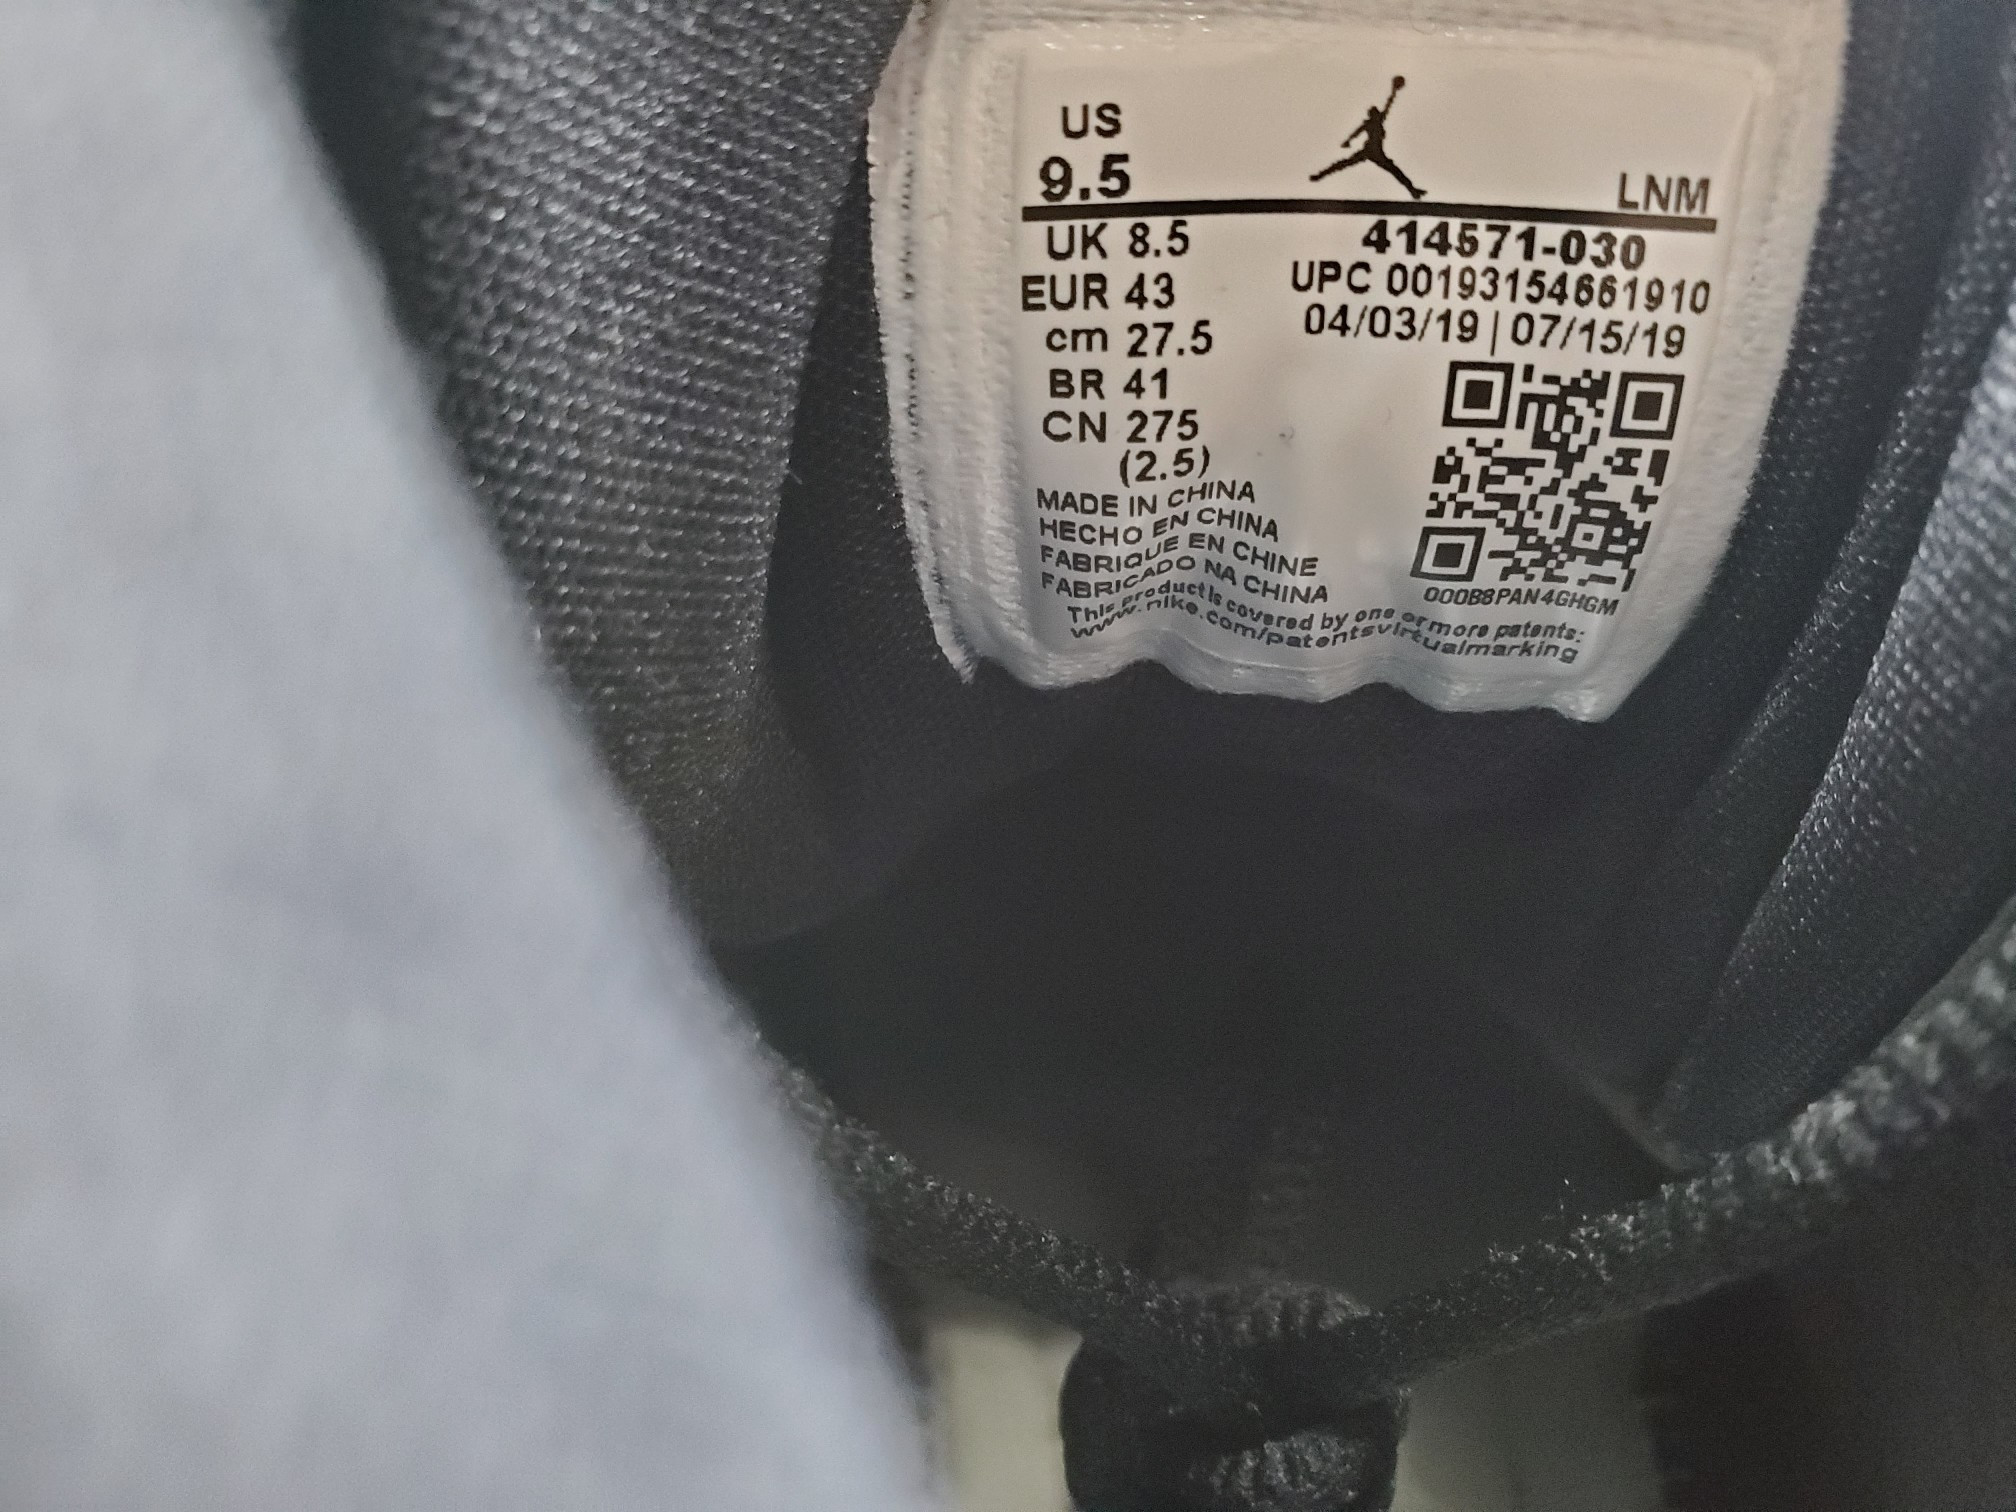 US
9.5
LNM
UK 8.5
EUR 43
cm 27.5
BR 41
CN 275
(2.5)
414571-030
UPC 00193154661910
04/03/19 | 07/15/19
MADE IN CHINA
HECHO EN CHINA
FABRIQUE EN CHINE
FABRICADO NA CHINA
000B8PAN4GHGM
This product is covered by one or more patents:
www.nike.com/patentsvirtualmarking